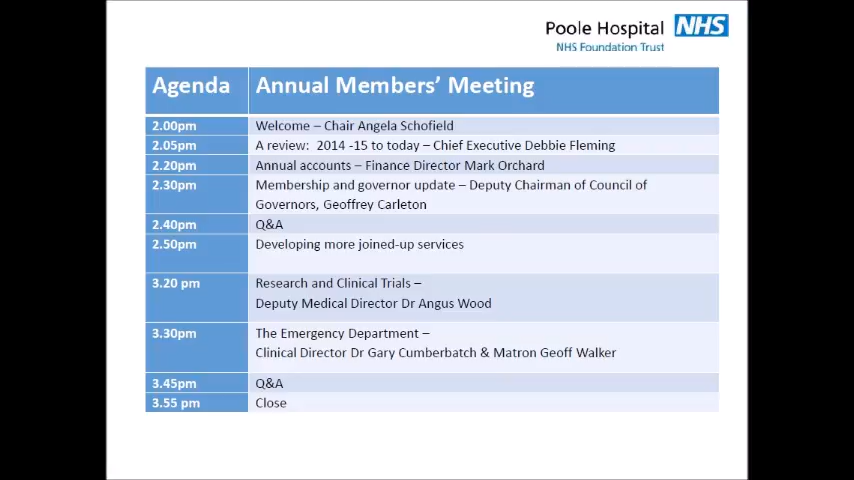 Poole Hospital NHS
NHS Foundation Trust
Agenda Annual Members’ Meeting
2.00pm Welcome – Chair Angela Schofield
2.05pm A review: 2014 -15 to today – Chief Executive Debbie Fleming
2.20pm Annual accounts – Finance Director Mark Orchard
2.30pm Membership and governor update – Deputy Chairman of Council of
Governors, Geoffrey Carleton
2.40pm Q&A
2.50pm Developing more joined-up services
3.20 pm Research and Clinical Trials –
Deputy Medical Director Dr Angus Wood
3.30pm The Emergency Department –
Clinical Director Dr Gary Cumberbatch & Matron Geoff Walker
3.45pm Q&A
3.55 pm Close